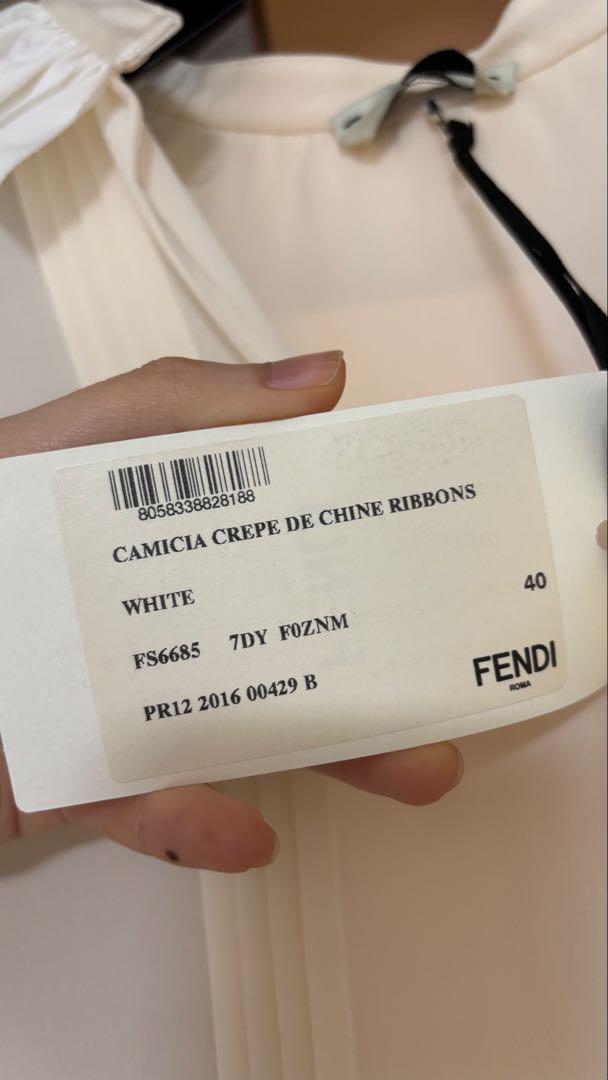 8058338828188
CAMICIA CREPE DE CHINE RIBBONS
WHITE
40
FS6685 7DY F0ZNM
PR12 2016 00429 B
FENDI
ROMA